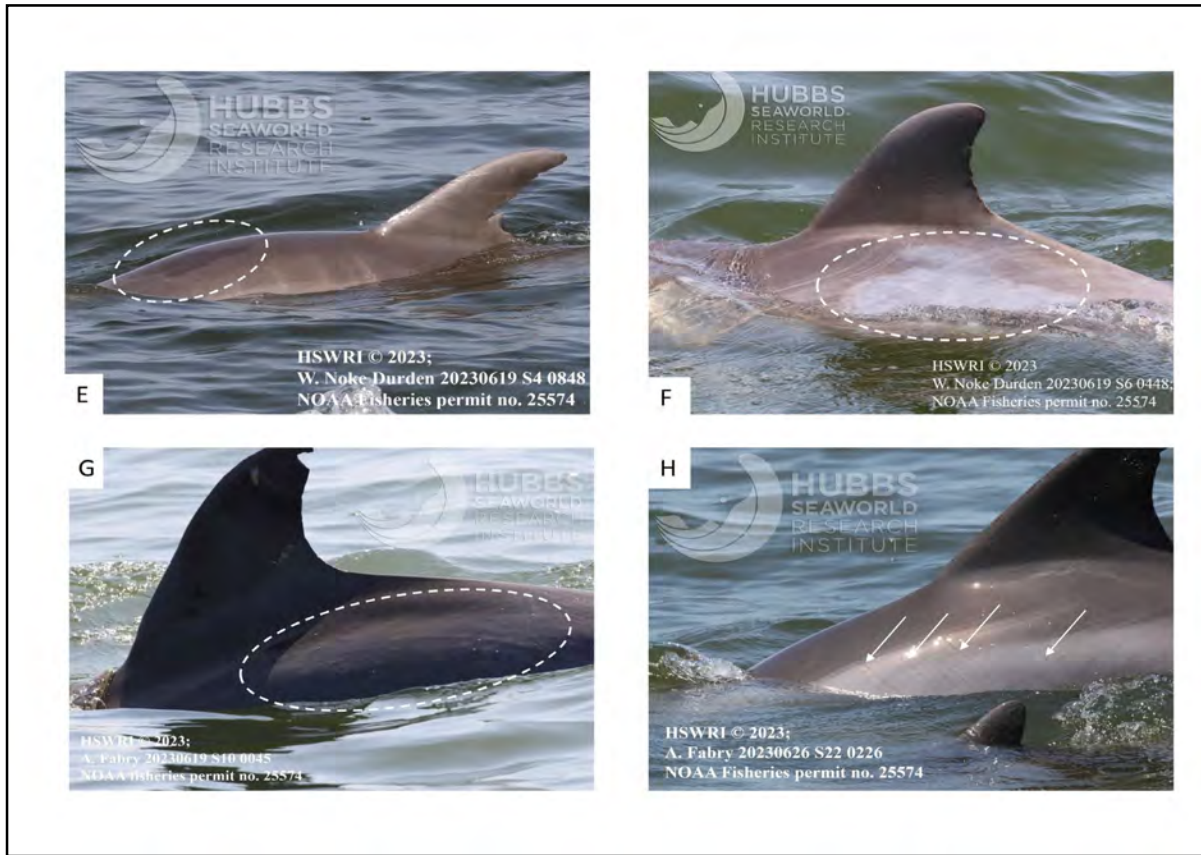 HUBBS
SEAWORLD
RESEARCH
INSTITUTE
HSWRI © 2023;
W. Noke Durden 20230619 S4 0848
NOAA Fisheries permit no. 25574
E
HUBBS
SEAWORLD
RESEARCH
INSTITUTE
HSWRI © 2023
W. Noke Durden 20230619 S6 0448;
NOAA Fisheries permit no. 25574
F
G
HUBBS
SEAWORLD
RESEARCH
INSTITUTE
HSWRI © 2023;
A. Fabry 20230619 S10 0045
NOAA fisheries permit no. 25574
H
HUBBS
SEAWORLD
RESEARCH
INSTITUTE
HSWRI © 2023;
A. Fabry 20230626 S22 0226
NOAA Fisheries permit no. 25574